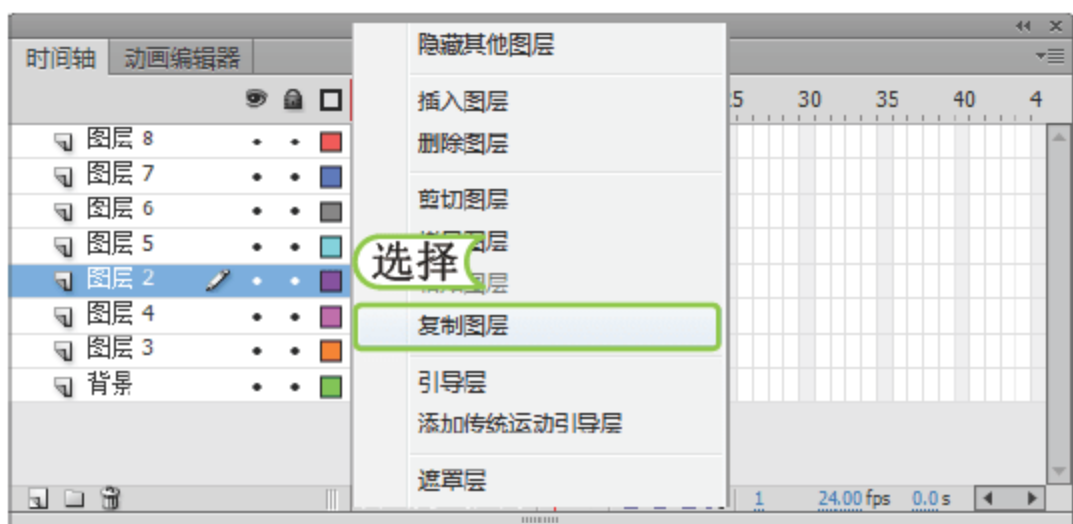 时间轴 动画编辑器
隐藏其他图层
插入图层
删除图层
剪切图层
图层
选择
图层
复制图层
引导层
添加传统运动引导层
遮罩层
5 30 35 40 4
图层 8
图层 7
图层 6
图层 5
图层 2
图层 4
图层 3
背景
1 24.00 fps 0.0 s